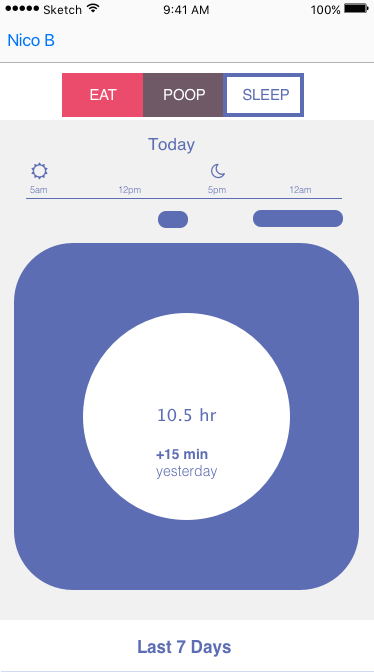 ●●●●● Sketch 9:41 AM 100%
Nico B
EAT POOP SLEEP
Today
5am 12pm 5pm 12am
10.5 hr
+15 min
yesterday
Last 7 Days